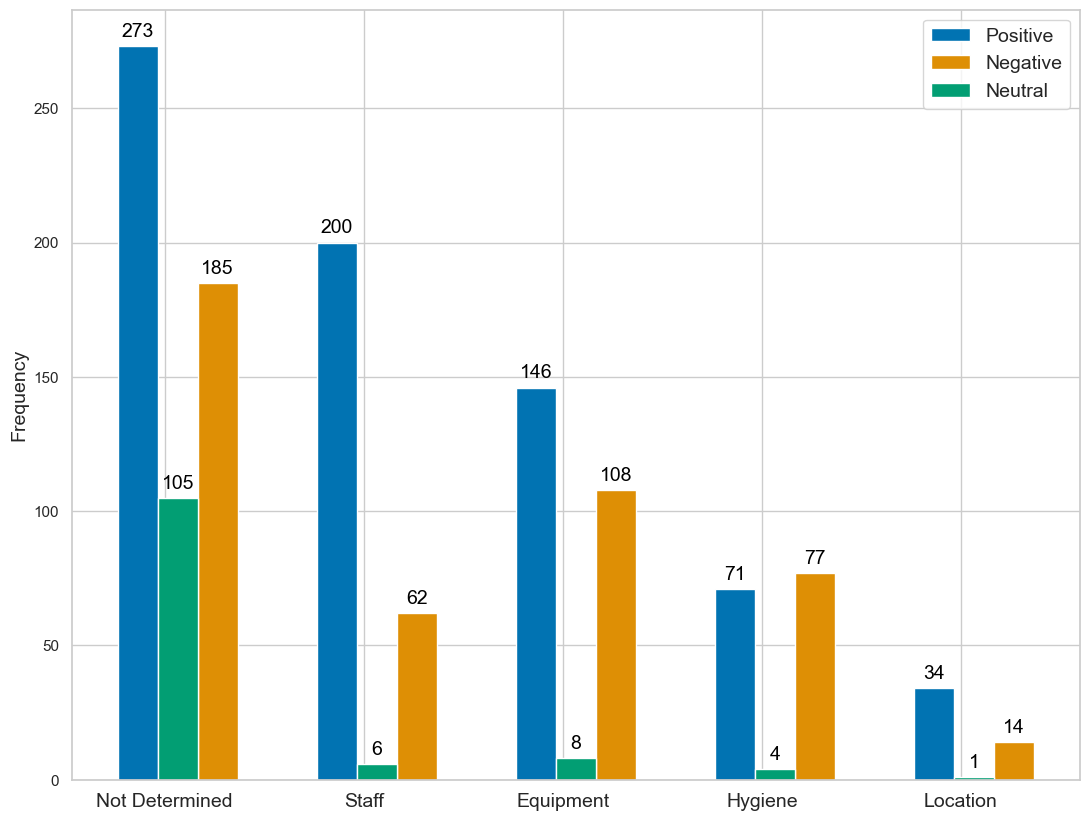 Positive
Negative
Neutral
Frequency
250
200
150
100
50
0
273
105
185
200
6
62
146
8
108
71
4
77
34
1
14
Not Determined
Staff
Equipment
Hygiene
Location